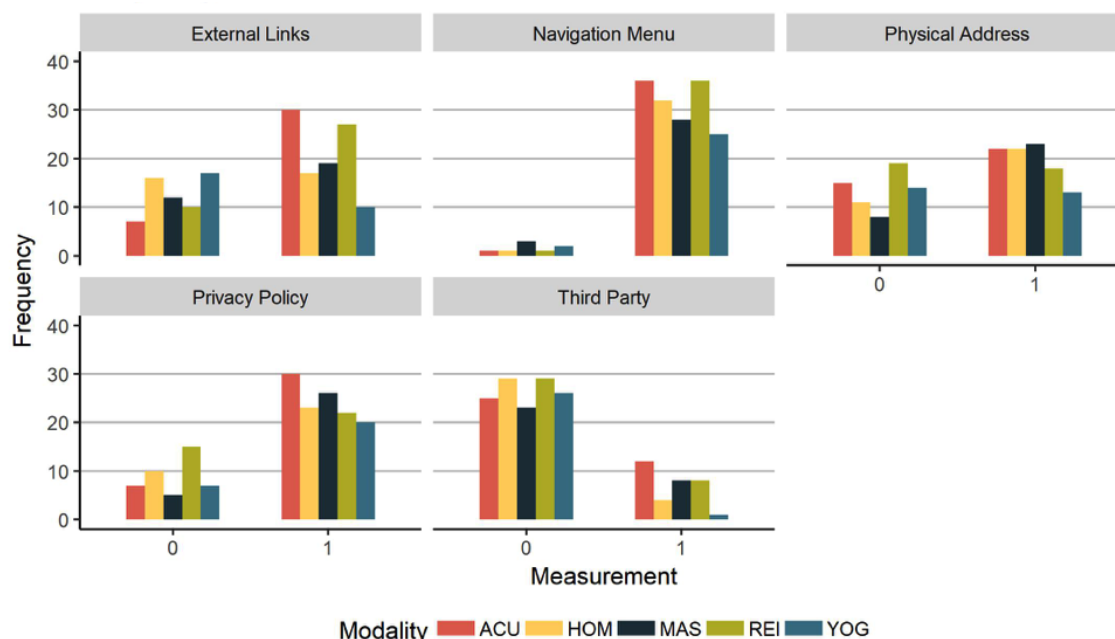 External Links
Navigation Menu
Physical Address
40
30
20
10
0
0
1
Privacy Policy
Third Party
40
30
20
10
0
0
1
0
1
Frequency
Measurement
Modality ACU HOM MAS REI YOG